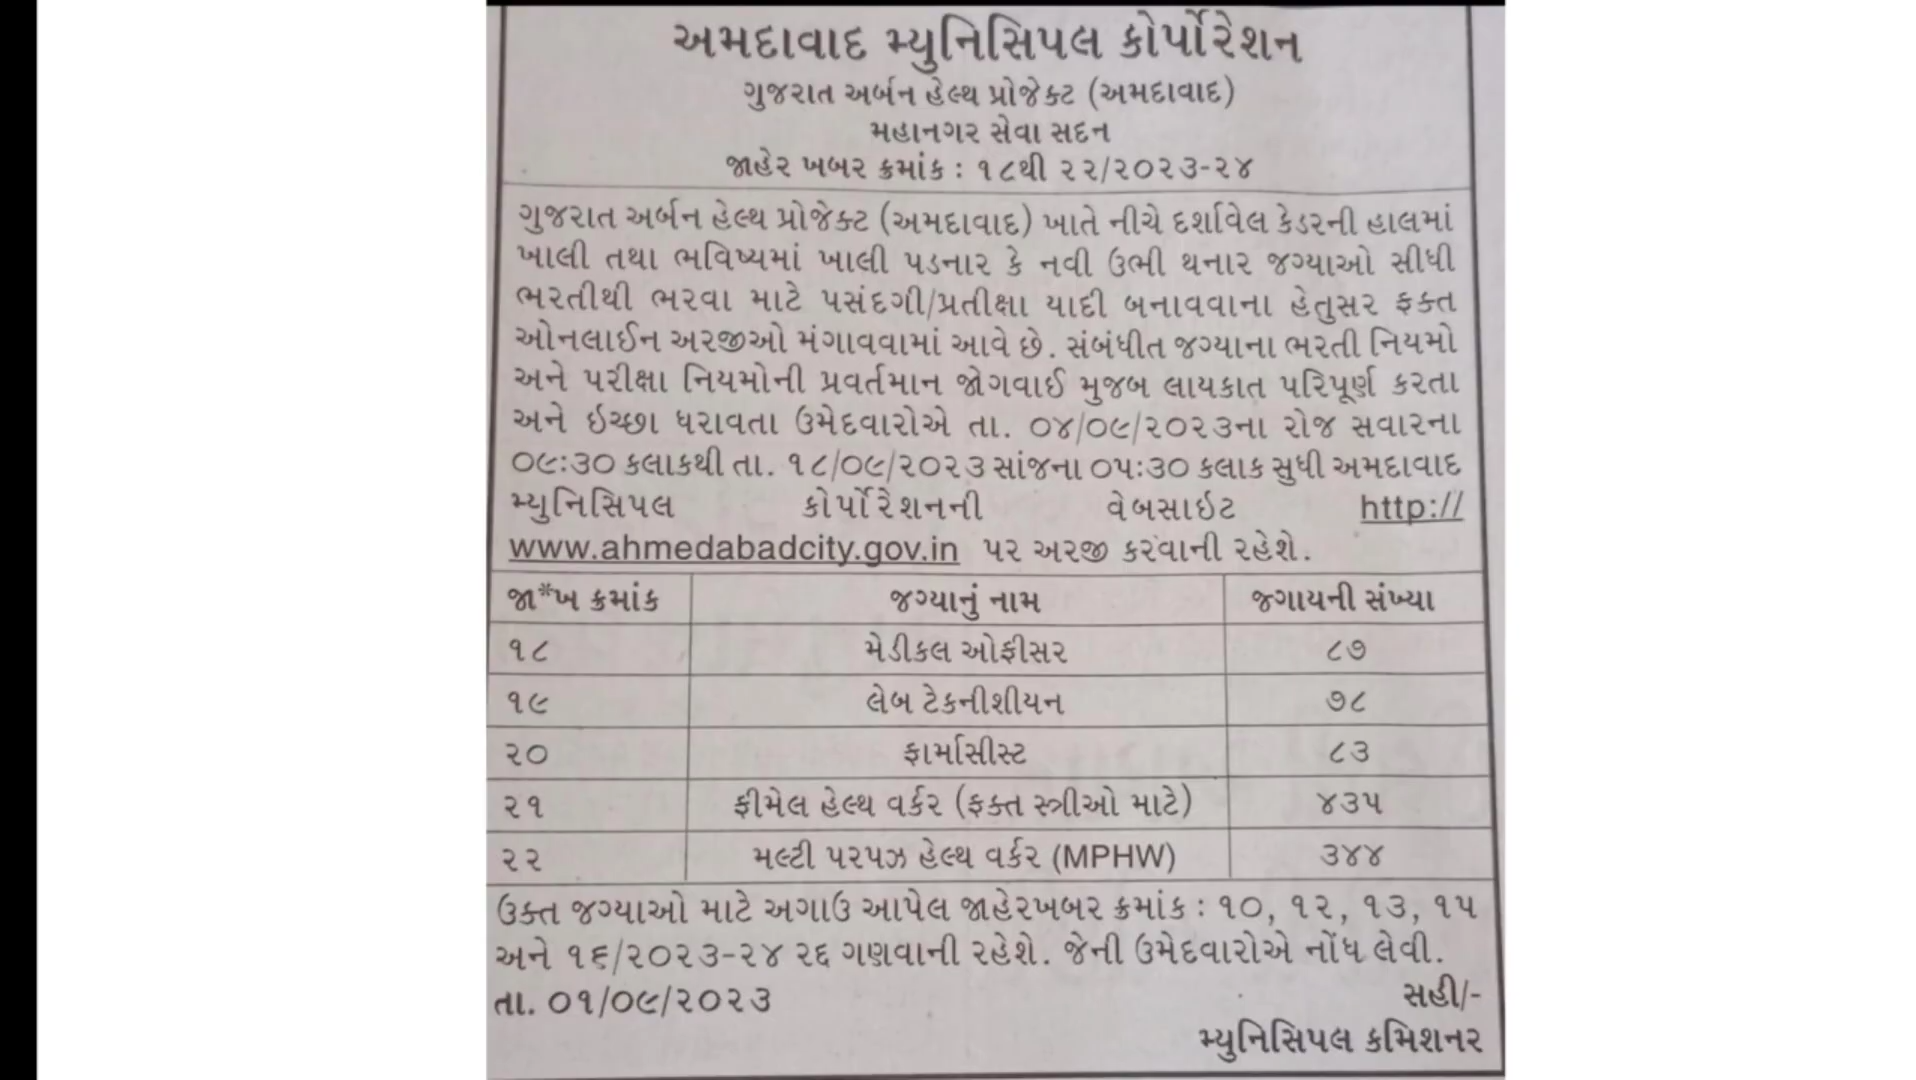 અમદાવાદ મ્યુનિસિપલ કોર્પોરેશન
ગુજરાત અર્બન હેલ્થ પ્રોજેક્ટ (અમદાવાદ)
મહાનગર સેવા સદન
જાહેર ખબર ક્રમાંક : ૧૮થી ૨૨/૨૦૨૩-૨૪
ગુજરાત અર્બન હેલ્થ પ્રોજેક્ટ (અમદાવાદ) ખાતે નીચે દર્શાવેલ કેડરની હાલમાં
ખાલી તથા ભવિષ્યમાં ખાલી પડનાર કે નવી ઉભી થનાર જગ્યાઓ સીધી
ભરતીથી ભરવા માટે પસંદગી/પ્રતીક્ષા યાદી બનાવવાના હેતુસર ફક્ત
ઓનલાઈન અરજીઓ મંગાવવામાં આવે છે. સંબંધીત જગ્યાના ભરતી નિયમો
અને પરીક્ષા નિયમોની પ્રવર્તમાન જોગવાઈ મુજબ લાયકાત પરિપૂર્ણ કરતા
અને ઇચ્છા ધરાવતા ઉમેદવારોએ તા. ૦૪/૦૯/૨૦૨૩ના રોજ સવારના
૦૯:૩૦ કલાકથી તા. ૧૮/૦૯/૨૦૨૩ સાંજના ૦૫:૩૦ કલાક સુધી અમદાવાદ
મ્યુનિસિપલ કોર્પોરેશનની વેબસાઇટ http://
www.ahmedabadcity.gov.in પર અરજી કરવાની રહેશે.
જા*ખ ક્રમાંક જગ્યાનું નામ જગાયની સંખ્યા
૧૮ મેડીકલ ઓફીસર ૮૭
૧૯ લેબ ટેકનીશીયન ૭૮
૨૦ ફાર્માસીસ્ટ ૮૩
૨૧ ફીમેલ હેલ્થ વર્કર (ફક્ત સ્ત્રીઓ માટે) ૪૩૫
૨૨ મલ્ટી પરપઝ હેલ્થ વર્કર (MPHW) ૩૪૪
ઉક્ત જગ્યાઓ માટે અગાઉ આપેલ જાહેરખબર ક્રમાંક : ૧૦, ૧૨, ૧૩, ૧૫
અને ૧૬/૨૦૨૩-૨૪ રદ્દ ગણવાની રહેશે. જેની ઉમેદવારોએ નોંધ લેવી.
તા. ૦૧/૦૯/૨૦૨૩ સહી/-
મ્યુનિસિપલ કમિશનર